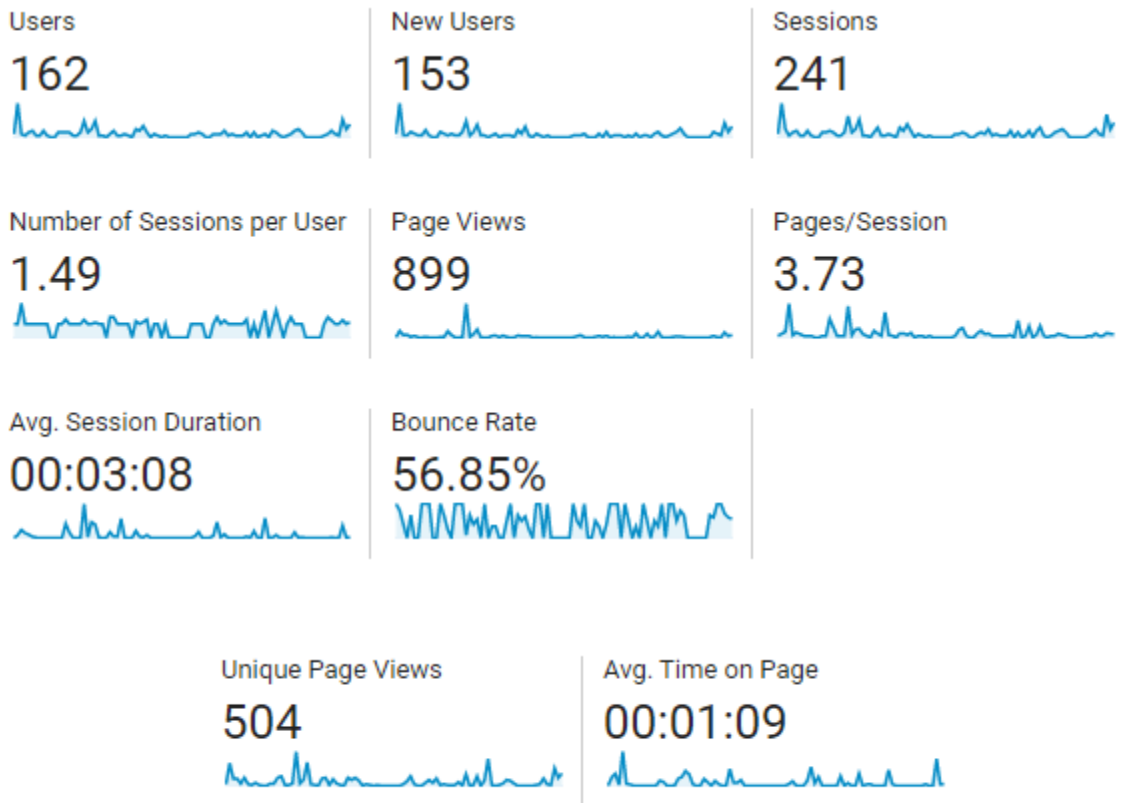 Users
162
New Users
153
Sessions
241
Number of Sessions per User
1.49
Page Views
899
Pages/Session
3.73
Avg. Session Duration
00:03:08
Bounce Rate
56.85%
Unique Page Views
504
Avg. Time on Page
00:01:09